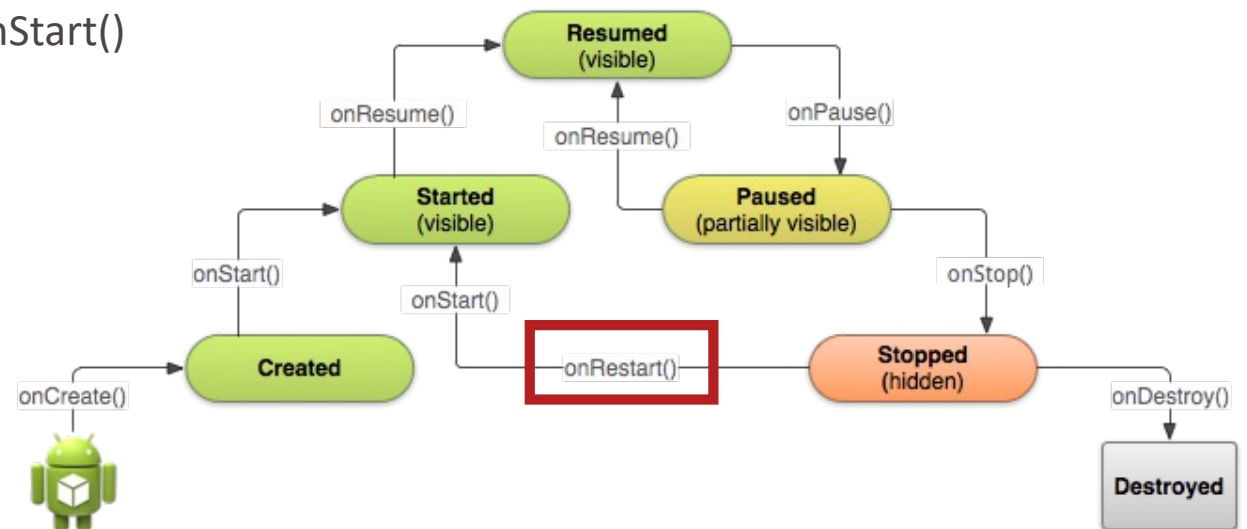 nStart()
Resumed
(visible)
onResume()
onResume()
onPause()
Started
(visible)
Paused
(partially visible)
onStart()
onStart()
onStop()
Created
onRestart()
Stopped
(hidden)
onCreate()
onDestroy()
Destroyed